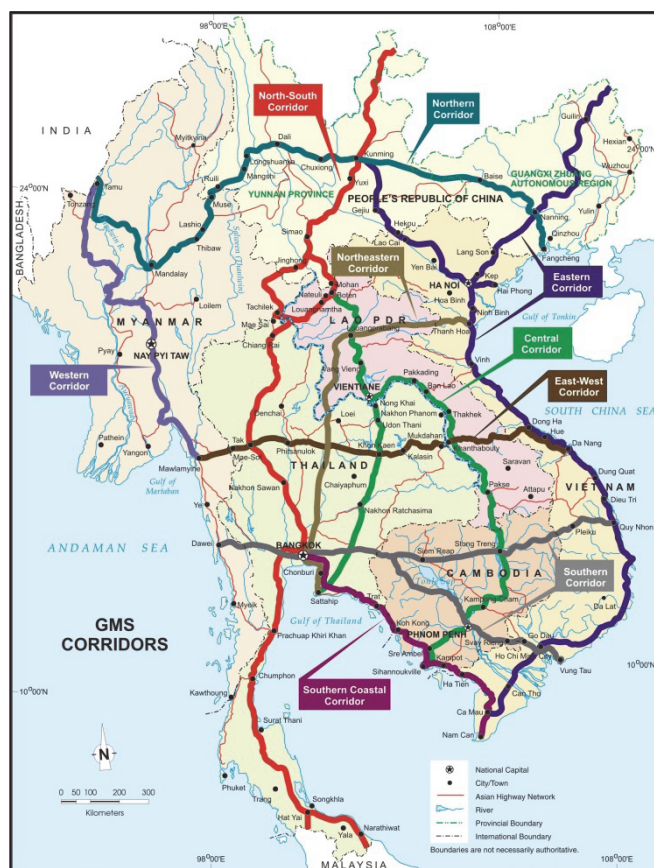 98°00'E
108°00'E
North-South
Corridor
Northern
Corridor
INDIA
Myitkyina
Dali
Guilin
Hexian
24°00'N
Wuzhou
Longshuan
Chuxiong
Kunming
Tamu
Ruili
Mangshi
Yuxi
Baise
GUANGXI ZHUANG
AUTONOMOUS REGION
24°00'N
Tonzang
YUNNAN PROVINCE
Muse
PEOPLE'S REPUBLIC OF CHINA
Gejiu
Nanning
Yulin
BANGLADESH
Lashio
Simao
Hekou
Lao Cai
Qinzhou
Thibaw
Lang Son
Fangcheng
Mandalay
Jinghong
Northeastern
Corridor
Yen Bai
Kep
Mohan
HA NOI
Hai Phong
Eastern
Corridor
Loilem
Nateuil
Boten
Hoa Binh
Tachilek
Louangnamtha
Ninh Binh
MYANMAR
Mae Sai
LAO PDR
Gulf of Tonkin
NAY PYI TAW
Chiang Rai
Louangphabang
Thanh Hoa
Pyay
Central
Corridor
Western
Corridor
Vang Vieng
Pakkading
Vinh
VIENTIANE
Ban Lao
East-West
Corridor
Nong Khai
Denchai
Loei
Nakhon Phanom
Thakhek
SOUTH CHINA SEA
Udon Thani
Pathein
Yangon
Tak
Mukdahan
Dong Ha
Hue
Khon Kaen
Da Nang
Mawlamyine
Mae-Sot
Phitsanulok
Kalasin
Gulf of
Martaban
THAILAND
Saravan
Dung Quat
Chaiyaphum
Pakse
VIETNAM
Ye
Nakhon Sawan
Attapu
Dieu Tri
Nakhon Ratchasima
Quy Nhon
Dawei
BANGKOK
Stung Treng
Pleiku
ANDAMAN SEA
Siem Reap
Chonburi
CAMBODIA
Southern
Corridor
Sattahip
Myeik
Trat
Kampong Cham
Da Lat
GMS
CORRIDORS
Gulf of Thailand
Koh Kong
PHNOM PENH
Prachuap Khiri Khan
Svay Rieng
Go Dau
Sre Ambel
Kampot
Ho Chi Minh City
Vung Tau
10°00'N
Sihannoukville
Chumphon
Ha Tien
10°00'N
Kawthoung
Southern Coastal
Corridor
Can Tho
Ca Mau
N
Surat Thani
Nam Can
0 50 100 200 300
Kilometers
National Capital
Phuket
City/Town
Trang
Songkhla
Asian Highway Network
River
Hat Yai
Provincial Boundary
Yala
Narathiwat
International Boundary
Boundaries are not necessarily authoritative.
98°00'E
MALAYSIA
108°00'E